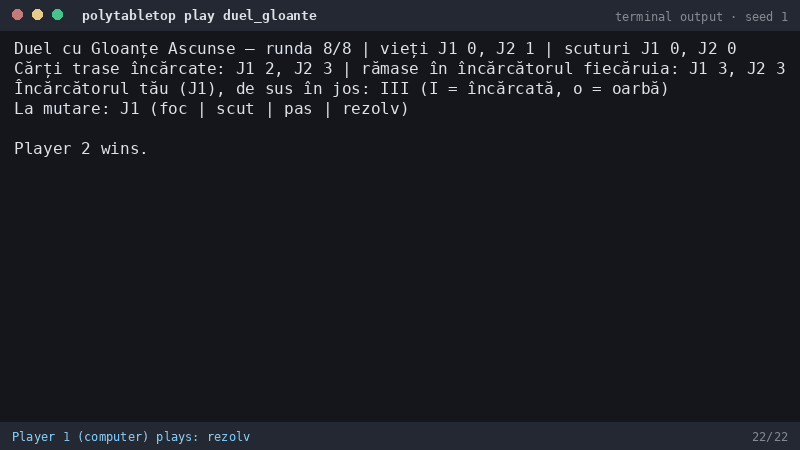 polytabletop play duel_gloante
terminal output · seed 1
Duel cu Gloanțe Ascunse — runda 8/8 | vieți J1 0, J2 1 | scuturi J1 0, J2 0
Cărți trase încărcate: J1 2, J2 3 | rămase în încărcătorul fiecăruia: J1 3, J2 3
Încărcătorul tău (J1), de sus în jos: III (I = încărcată, o = oarbă)
La mutare: J1 (foc | scut | pas | rezolv)
Player 2 wins.
Player 1 (computer) plays: rezolv
22/22